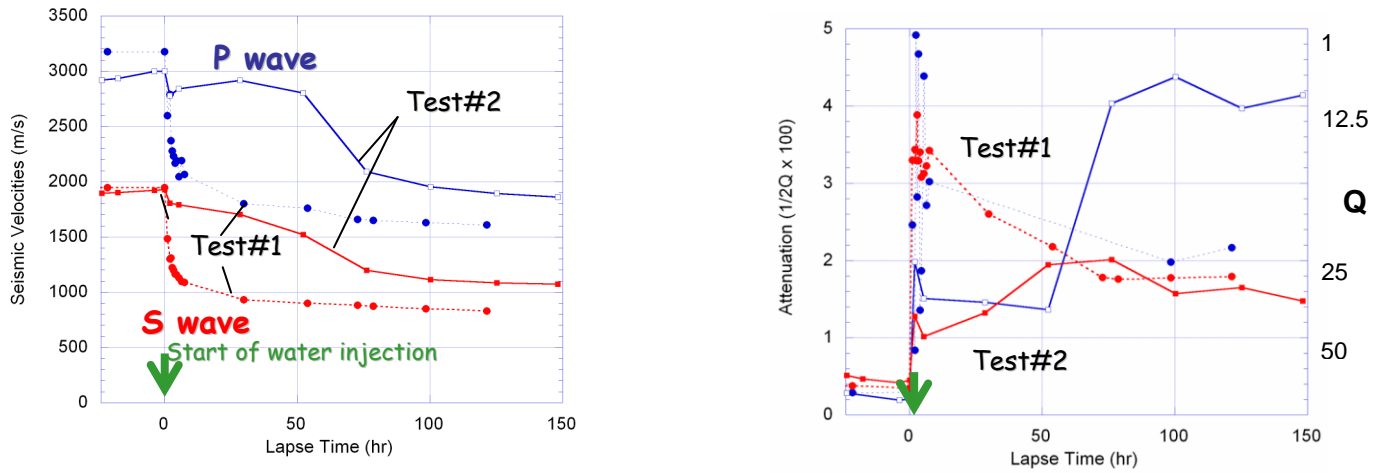 Seismic Velocities (m/s)
3500
3000
2500
2000
1500
1000
500
0
P wave
Test#2
Test#1
S wave
Start of water injection
0
50
100
150
Lapse Time (hr)
Attenuation (1/2Q x 100)
5
4
3
2
1
0
Test#1
Test#2
1
12.5
Q
25
50
0
50
100
150
Lapse Time (hr)